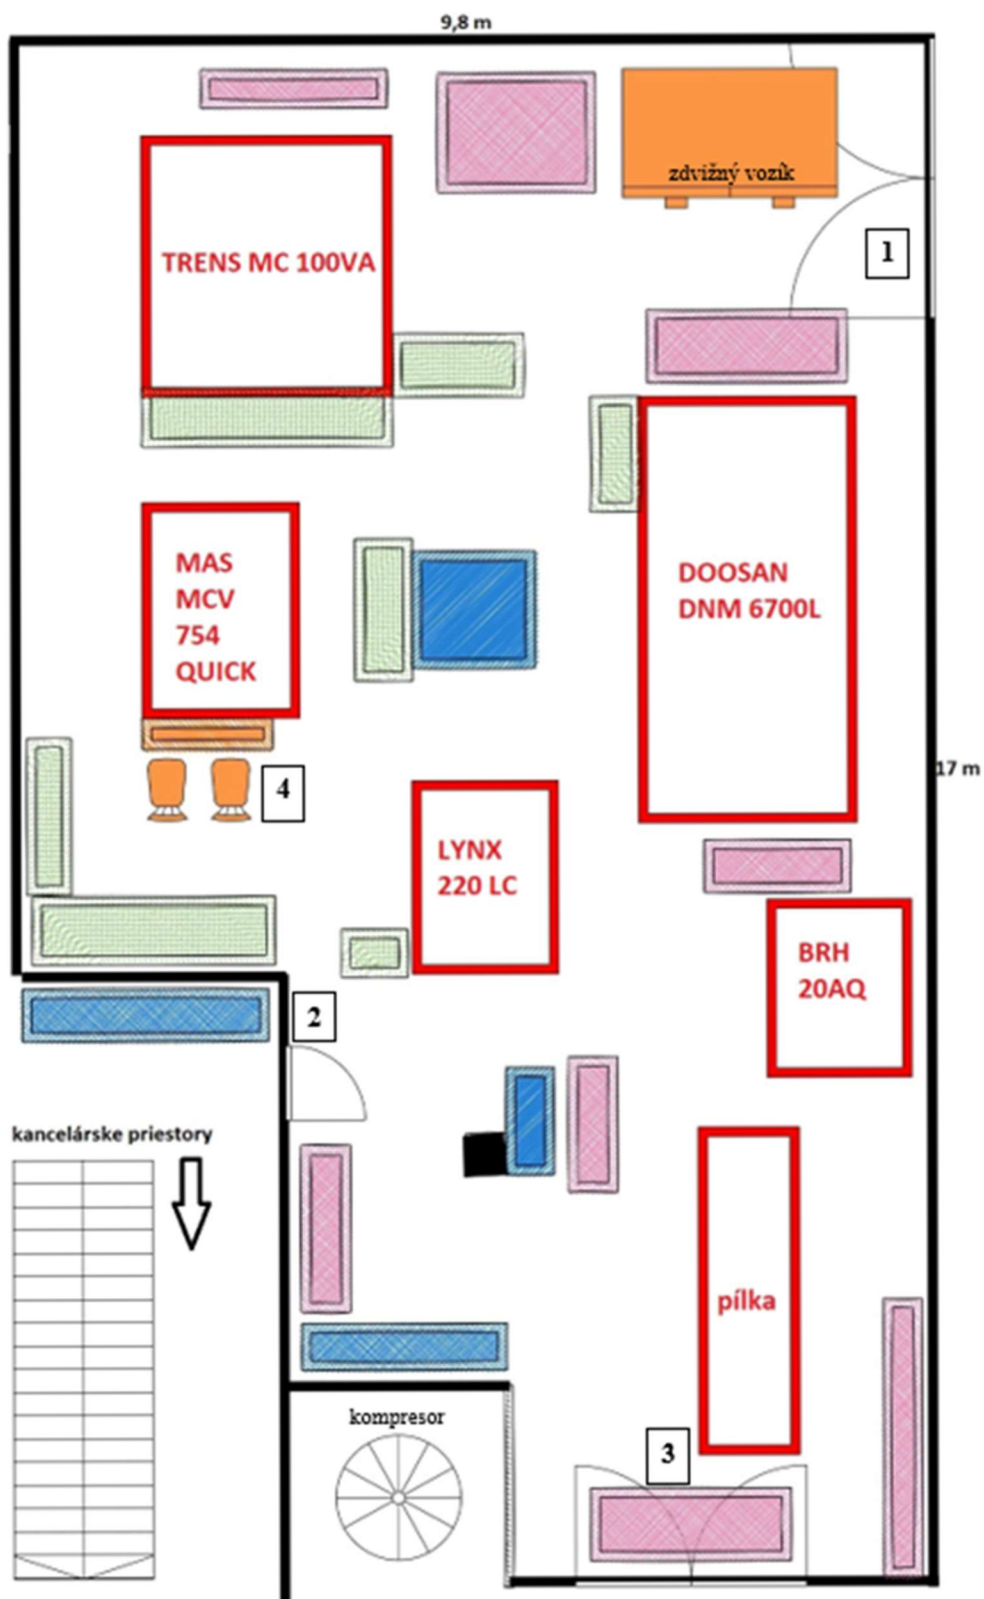 9,8 m
zdvižný vozík
1
TRENS MC 100VA
MAS
MCV
754
QUICK
DOOSAN
DNM 6700L
17 m
4
LYNX
220 LC
BRH
20AQ
2
kancelárske priestory
pílka
kompresor
3